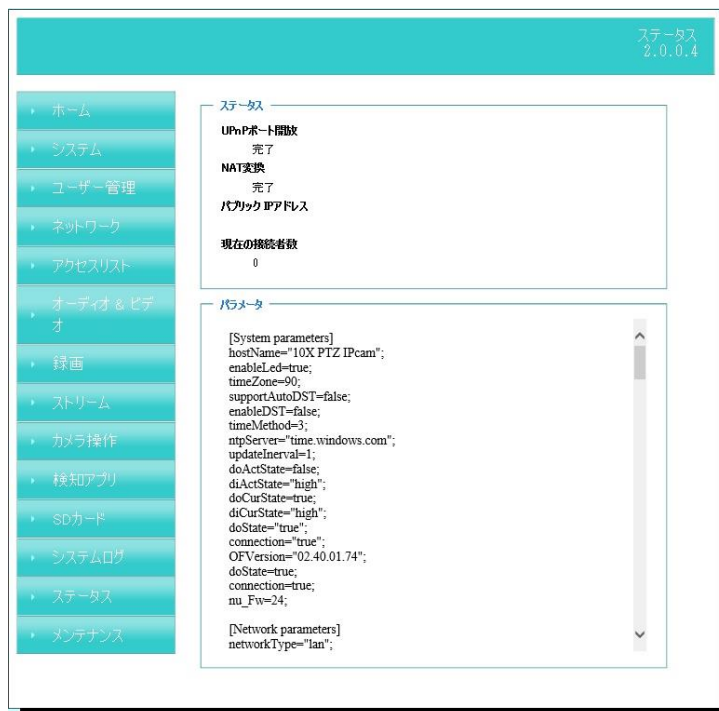 ステータス
2.0.0.4
ホーム
システム
ユーザー管理
ネットワーク
アクセスリスト
オーディオ & ビデ
オ
録画
ストリーム
カメラ操作
検知アプリ
SDカード
システムログ
ステータス
メンテナンス
ステータス
UPnPポート開放
完了
NAT変換
完了
パブリック IPアドレス
現在の接続者数
0
パラメータ
[System parameters]
hostName="10X PTZ IPcam";
enableLed=true;
timeZone=90;
supportAutoDST=false;
enableDST=false;
timeMethod=3;
ntpServer="time.windows.com";
updateInerval=1;
doActState=false;
diActState="high";
doCurState=true;
diCurState="high";
doState="true";
connection="true";
OFVersion="02.40.01.74";
doState=true;
connection=true;
nu_Fw=24;
[Network parameters]
networkType="lan";